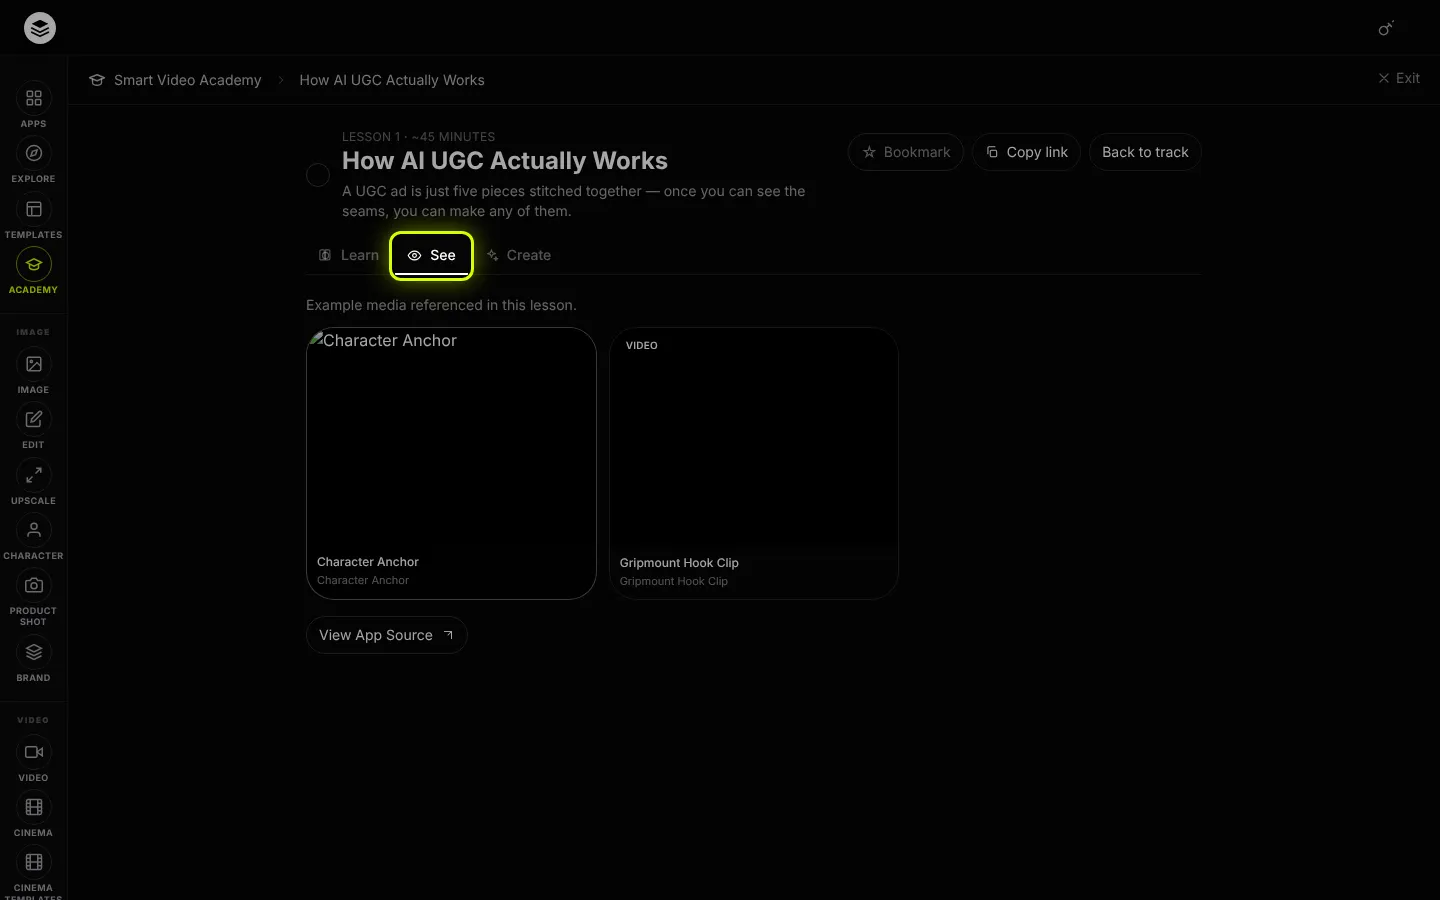 Smart Video Academy
How AI UGC Actually Works
Exit
APPS
EXPLORE
TEMPLATES
ACADEMY
IMAGE
IMAGE
EDIT
UPSCALE
CHARACTER
PRODUCT
SHOT
BRAND
VIDEO
VIDEO
CINEMA
CINEMA
TEMPLATES
LESSON 1 · ~45 MINUTES
How AI UGC Actually Works
A UGC ad is just five pieces stitched together — once you can see the
seams, you can make any of them.
Bookmark
Copy link
Back to track
Learn
See
Create
Example media referenced in this lesson.
Character Anchor
Character Anchor
Character Anchor
VIDEO
Gripmount Hook Clip
Gripmount Hook Clip
View App Source